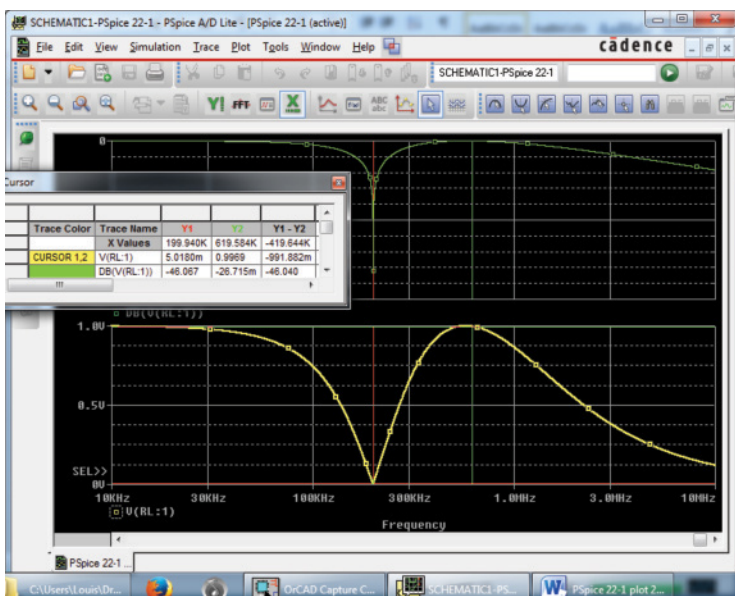 SCHEMATIC1-PSpice 22-1 - PSpice A/D Lite - [PSpice 22-1 (active)]
File Edit View Simulation Trace Plot Tools Window Help
cādence
SCHEMATIC1-PSpice 22-1
0
Cursor
Trace Color Trace Name Y1 Y2 Y1 - Y2
X Values 199.940K 619.584K -419.644K
CURSOR 1,2 V(RL:1) 5.0180m 0.9969 -991.882m
DB(V(RL:1)) -46.067 -26.715m -46.040
DB(V(RL:1))
1.0V
0.5V
SEL>>
0V
10KHz 30KHz 100KHz 300KHz 1.0MHz 3.0MHz 10MHz
V(RL:1)
Frequency
PSpice 22-1 ...
C:\Users\Louis\Dr... OrCAD Capture C... SCHEMATIC1-PS... PSpice 22-1 plot 2...